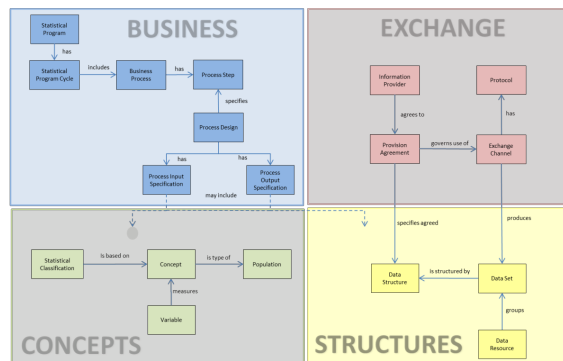 BUSINESS
Statistical
Program
has
Statistical
Program Cycle
includes
Business
Process
has
Process Step
specifies
Process Design
has
has
Process Input
Specification
Process
Output
Specification
may include
EXCHANGE
Information
Provider
Protocol
agrees to
has
Provision
Agreement
governs use of
Exchange
Channel
specifies agreed
produces
Statistical
Classification
is based on
Concept
is type of
Population
measures
Variable
CONCEPTS
Data
Structure
is structured by
Data Set
groups
Data
Resource
STRUCTURES